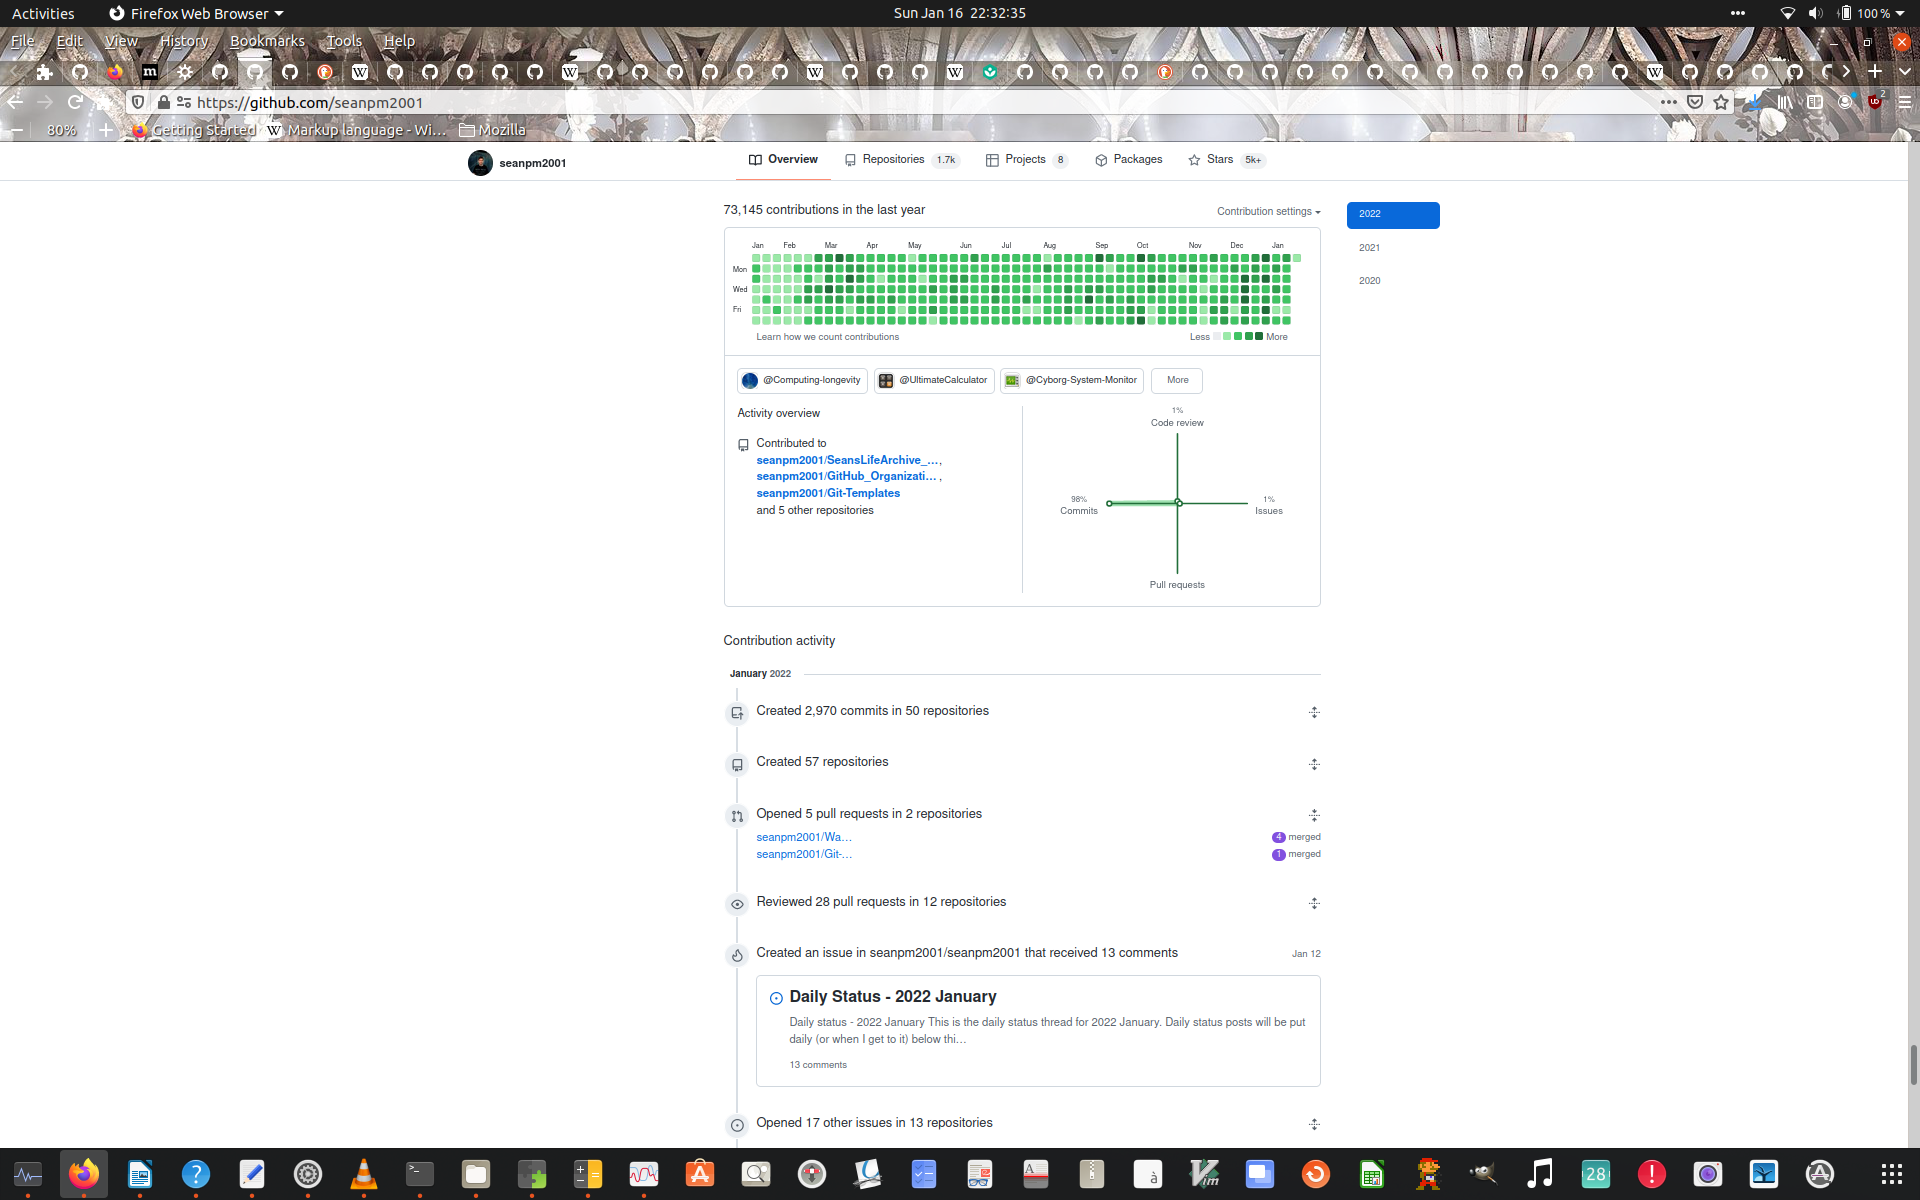 Activities
Firefox Web Browser
Sun Jan 16 22:32:35
100 %
File Edit View History Bookmarks Tools Help
https://github.com/seanpm2001
2
80%
Getting Started
Markup language - Wi...
Mozilla
seanpm2001
Overview
Repositories 1.7k
Projects 8
Packages
Stars 5k+
73,145 contributions in the last year
Contribution settings
2022
2021
2020
Jan Feb Mar Apr May Jun Jul Aug Sep Oct Nov Dec Jan
Mon
Wed
Fri
Learn how we count contributions
Less More
@Computing-longevity
@UltimateCalculator
@Cyborg-System-Monitor
More
Activity overview
Contributed to
seanpm2001/SeansLifeArchive_...,
seanpm2001/GitHub_Organizati... ,
seanpm2001/Git-Templates
and 5 other repositories
1%
Code review
98%
Commits
1%
Issues
Pull requests
Contribution activity
January 2022
Created 2,970 commits in 50 repositories
Created 57 repositories
Opened 5 pull requests in 2 repositories
seanpm2001/Wa...
4 merged
seanpm2001/Git-...
1 merged
Reviewed 28 pull requests in 12 repositories
Created an issue in seanpm2001/seanpm2001 that received 13 comments
Jan 12
Daily Status - 2022 January
Daily status - 2022 January This is the daily status thread for 2022 January. Daily status posts will be put
daily (or when I get to it) below thi...
13 comments
Opened 17 other issues in 13 repositories
28